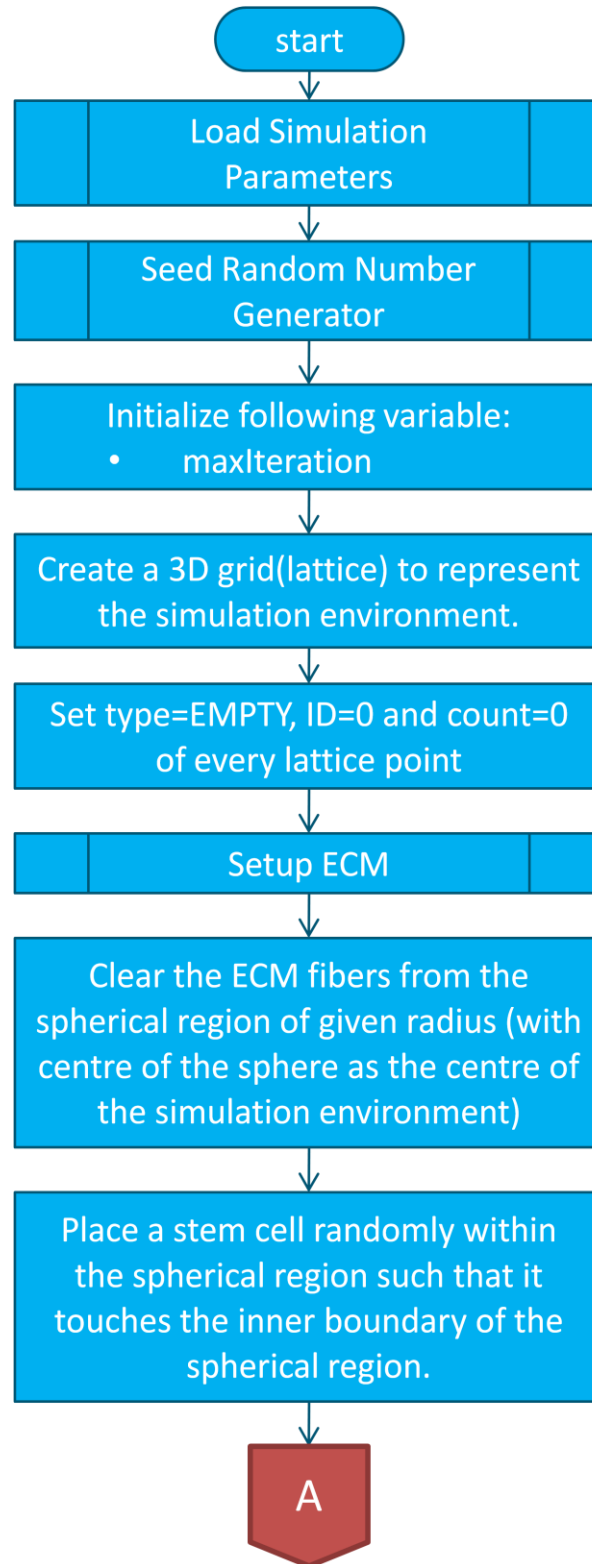 start
Load Simulation
Parameters
Seed Random Number
Generator
Initialize following variable:
• maxIteration
Create a 3D grid(lattice) to represent
the simulation environment.
Set type=EMPTY, ID=0 and count=0
of every lattice point
Setup ECM
Clear the ECM fibers from the
spherical region of given radius (with
centre of the sphere as the centre of
the simulation environment)
Place a stem cell randomly within
the spherical region such that it
touches the inner boundary of the
spherical region.
A